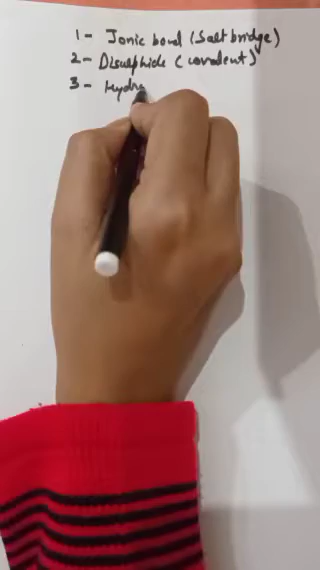 1- Ionic bond (Salt bridge)
2- Disulphide (covalent)
3- Hydro